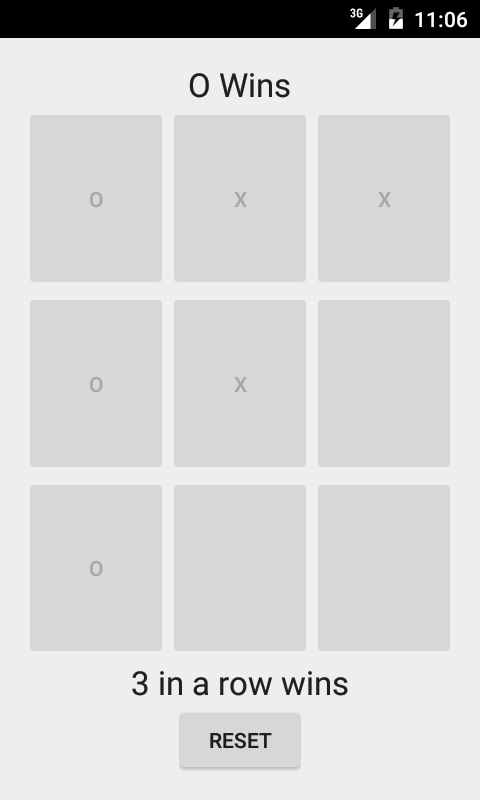 3G 11:06
O Wins
O X X
O X
O
3 in a row wins
RESET